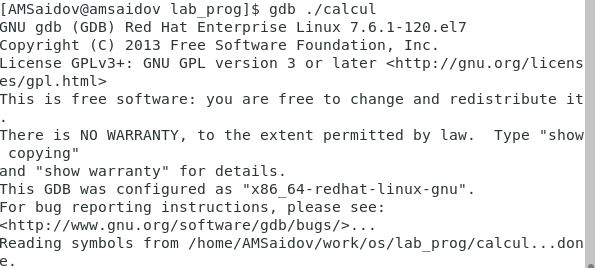 [AMSaidov@amsaidov lab_prog]$ gdb ./calcul
GNU gdb (GDB) Red Hat Enterprise Linux 7.6.1-120.el7
Copyright (C) 2013 Free Software Foundation, Inc.
License GPLv3+: GNU GPL version 3 or later <http://gnu.org/licens
es/gpl.html>
This is free software: you are free to change and redistribute it
.
There is NO WARRANTY, to the extent permitted by law.  Type "show
 copying"
and "show warranty" for details.
This GDB was configured as "x86_64-redhat-linux-gnu".
For bug reporting instructions, please see:
<http://www.gnu.org/software/gdb/bugs/>...
Reading symbols from /home/AMSaidov/work/os/lab_prog/calcul...don
e.